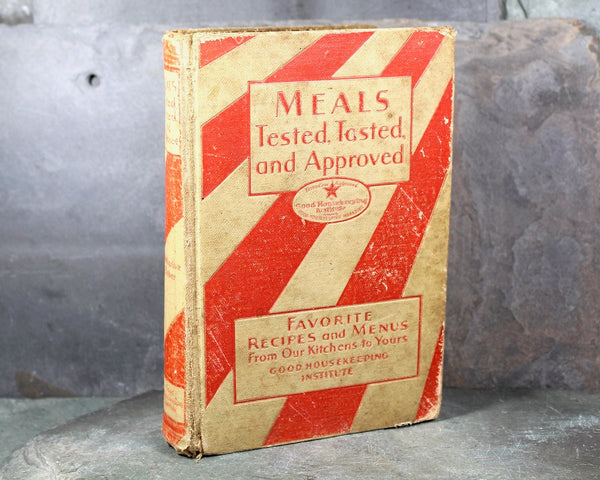 MEALS
Tested, Tasted,
and Approved
Good Housekeeping
Institute
FAVORITE
RECIPES and MENUS
From Our Kitchens to Yours
GOOD HOUSEKEEPING
INSTITUTE